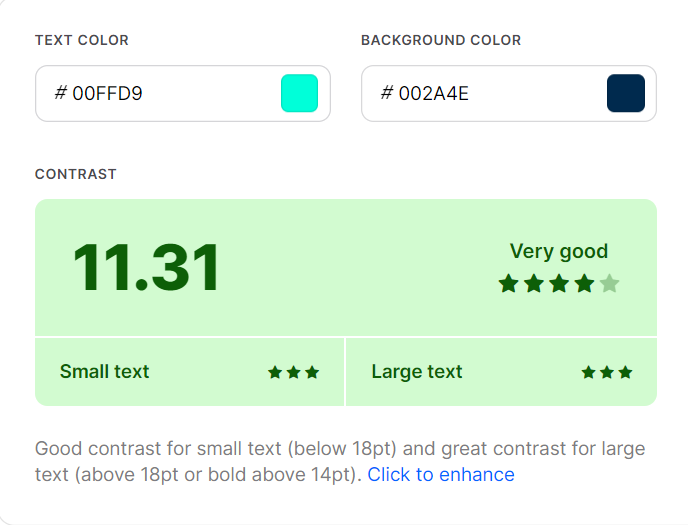 TEXT COLOR
BACKGROUND COLOR
# 00FFD9
# 002A4E
CONTRAST
11.31
Very good
Small text
Large text
Good contrast for small text (below 18pt) and great contrast for large
text (above 18pt or bold above 14pt). Click to enhance